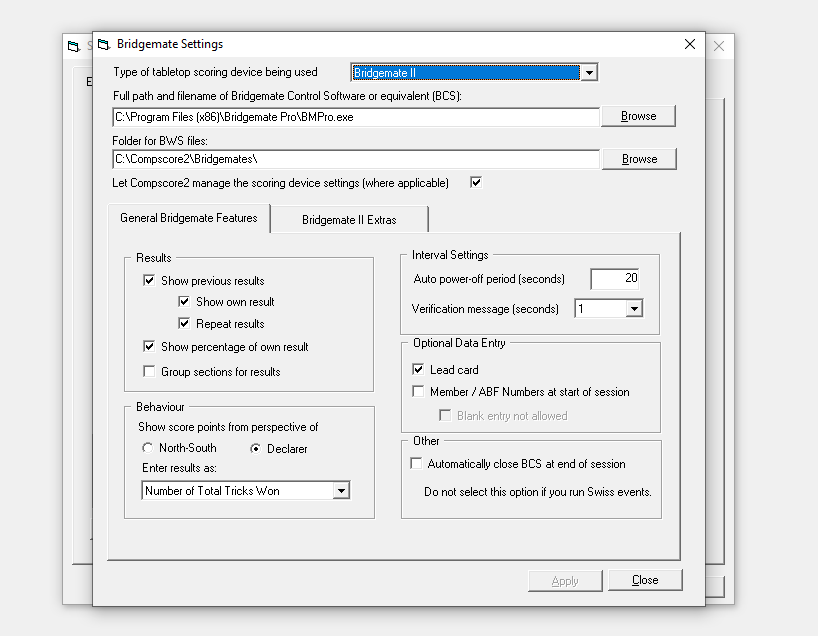 S
Bridgemate Settings
E
Type of tabletop scoring device being used
Bridgemate II
Full path and filename of Bridgemate Control Software or equivalent (BCS):
C:\Program Files (x86)\Bridgemate Pro\BMPro.exe
Browse
Folder for BWS files:
C:\Compscore2\Bridgemates\
Browse
Let Compscore2 manage the scoring device settings (where applicable)
General Bridgemate Features
Bridgemate II Extras
Results
Show previous results
Show own result
Repeat results
Show percentage of own result
Group sections for results
Behaviour
Show score points from perspective of
North-South
Declarer
Enter results as:
Number of Total Tricks Won
Interval Settings
Auto power-off period (seconds)
20
Verification message (seconds)
1
Optional Data Entry
Lead card
Member / ABF Numbers at start of session
Blank entry not allowed
Other
Automatically close BCS at end of session
Do not select this option if you run Swiss events.
Apply
Close